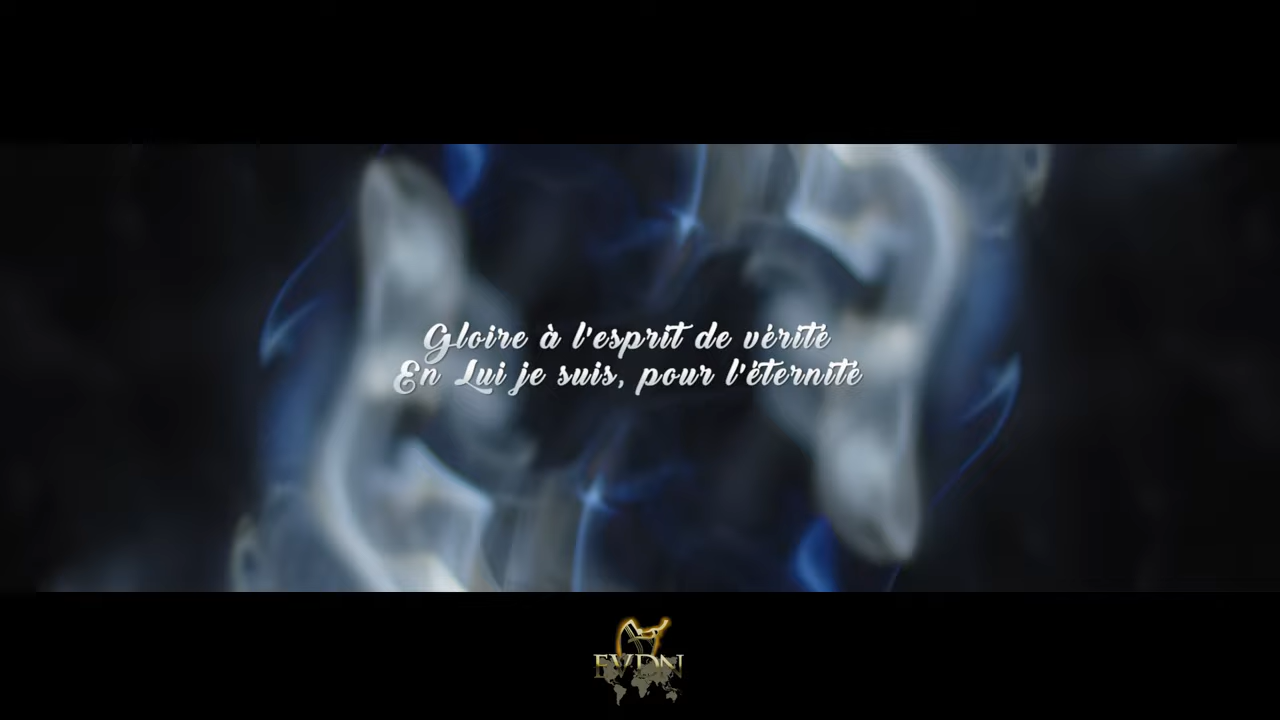 Gloire à l'esprit de vérité
En Lui je suis, pour l'éternité
EVDN